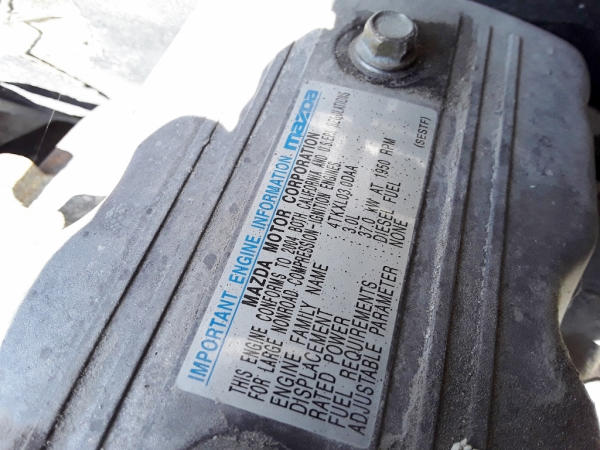 IMPORTANT ENGINE INFORMATION mazda
MAZDA MOTOR CORPORATION
THIS ENGINE COMFORMS TO 2004 BOTH CALIFORNIA AND U.S.EPA REGULATIONS
FOR LARGE NONROAD COMPRESSION-IGNITION ENGINES
ENGINE FAMILY NAME : 4TKXL03.0DAA
DISPLACEMENT : 3.0L
RATED POWER : 37.0 kW AT 1950 RPM
FUEL REQUIREMENTS : DIESEL FUEL
ADJUSTABLE PARAMETER : NONE (SESTF)